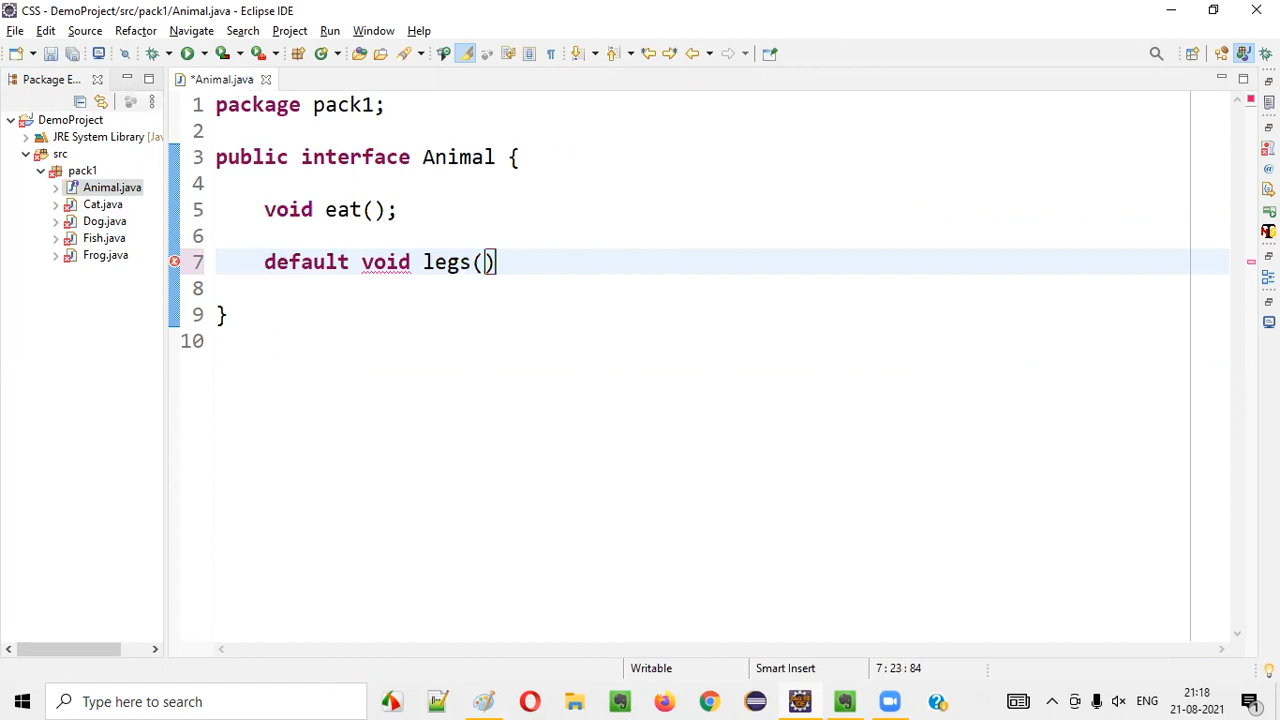 CSS - DemoProject/src/pack1/Animal.java - Eclipse IDE
File Edit Source Refactor Navigate Search Project Run Window Help
Package E...
*Animal.java
DemoProject
JRE System Library [Jav
src
pack1
Animal.java
Cat.java
Dog.java
Fish.java
Frog.java
1 package pack1;
2
3 public interface Animal {
4
5 void eat();
6
7 default void legs()
8
9 }
10
Writable Smart Insert 7 : 23 : 84
Type here to search
ENG
21:18
21-08-2021
1